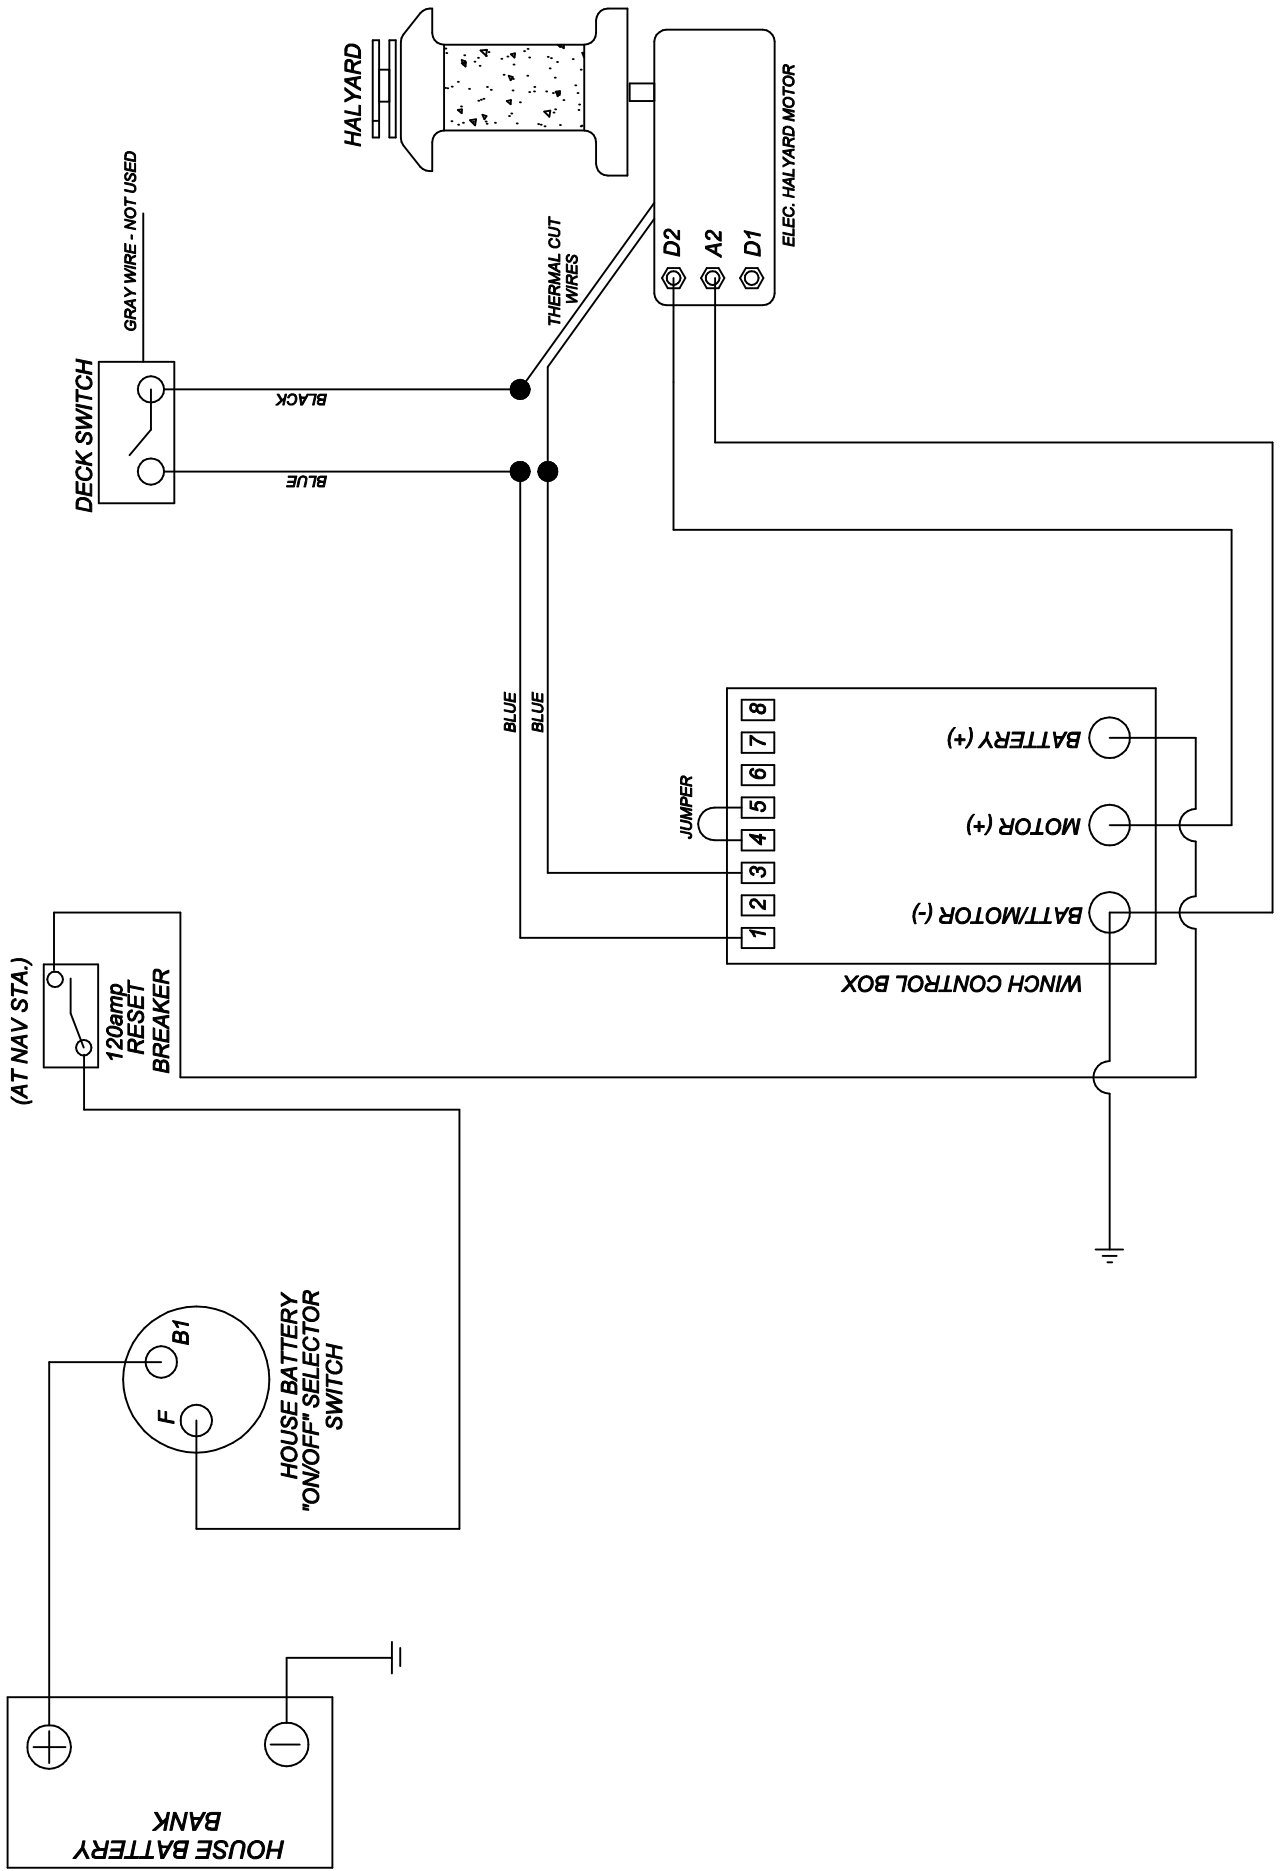 HALYARD
GRAY WIRE - NOT USED
ELEC. HALYARD MOTOR
D2
A2
D1
THERMAL CUT
WIRES
DECK SWITCH
BLACK
BLUE
BLUE
BLUE
JUMPER
8
7
6
5
4
3
2
1
BATTERY (+)
MOTOR (+)
BATT/MOTOR (-)
WINCH CONTROL BOX
(AT NAV STA.)
120amp
RESET
BREAKER
B1
F
HOUSE BATTERY
"ON/OFF" SELECTOR
SWITCH
HOUSE BATTERY
BANK